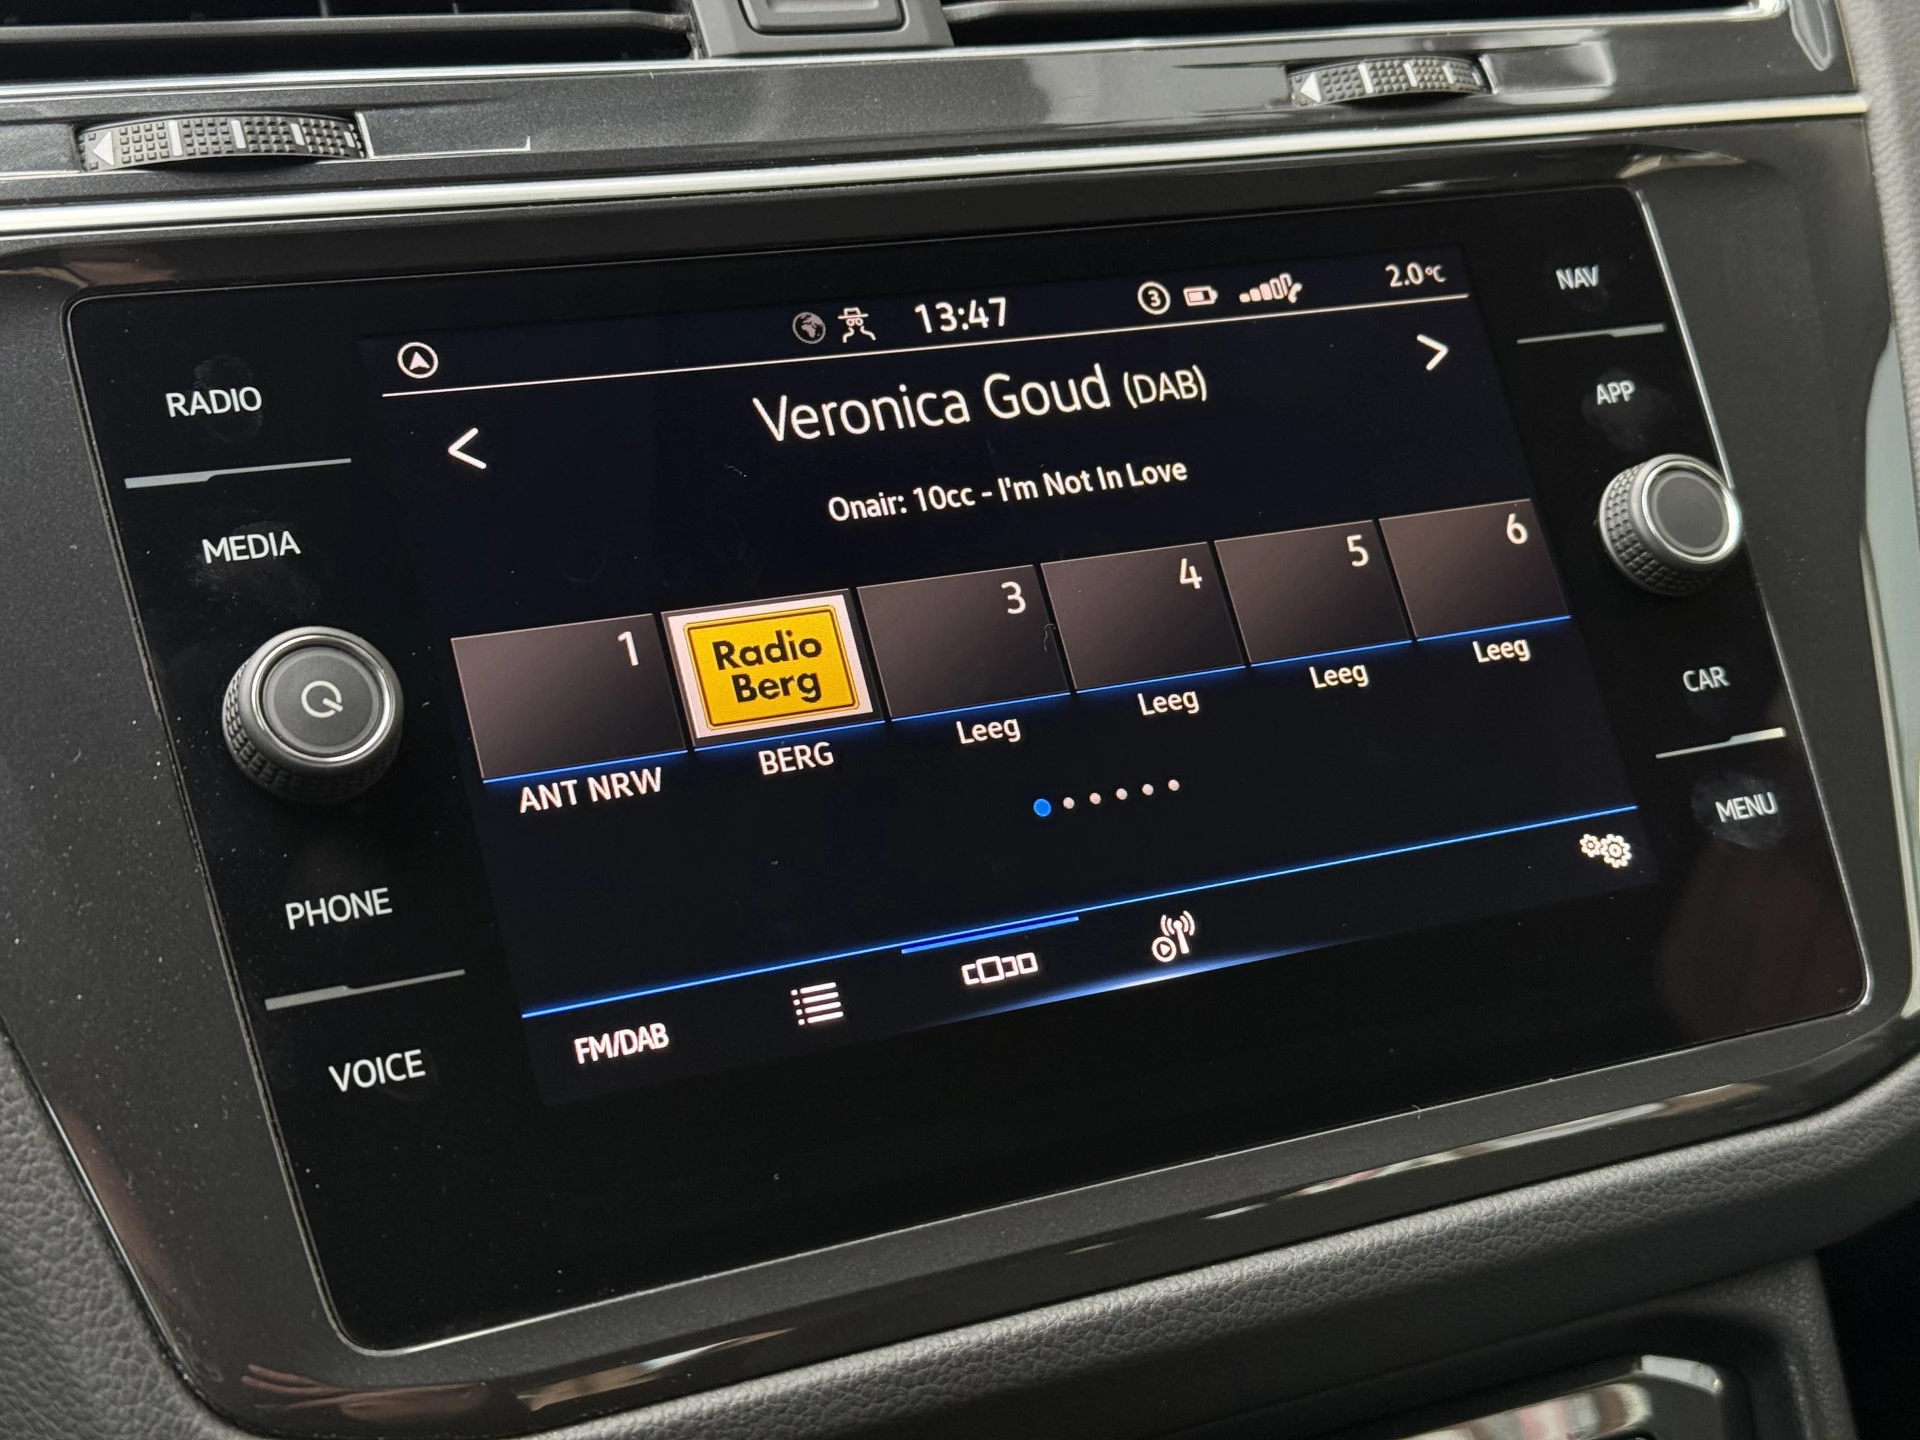 13:47
3
2.0°C
NAV
RADIO
Veronica Goud (DAB)
APP
<
>
Onair: 10cc - I'm Not In Love
MEDIA
1
Radio
Berg
3
4
5
6
ANT NRW
BERG
Leeg
Leeg
Leeg
Leeg
CAR
MENU
PHONE
VOICE
FM/DAB